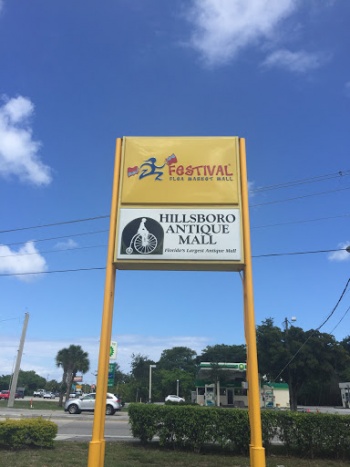 FESTIVAL
FLEA MARKET MALL
HILLSBORO
ANTIQUE
MALL
Florida's Largest Antique Mall